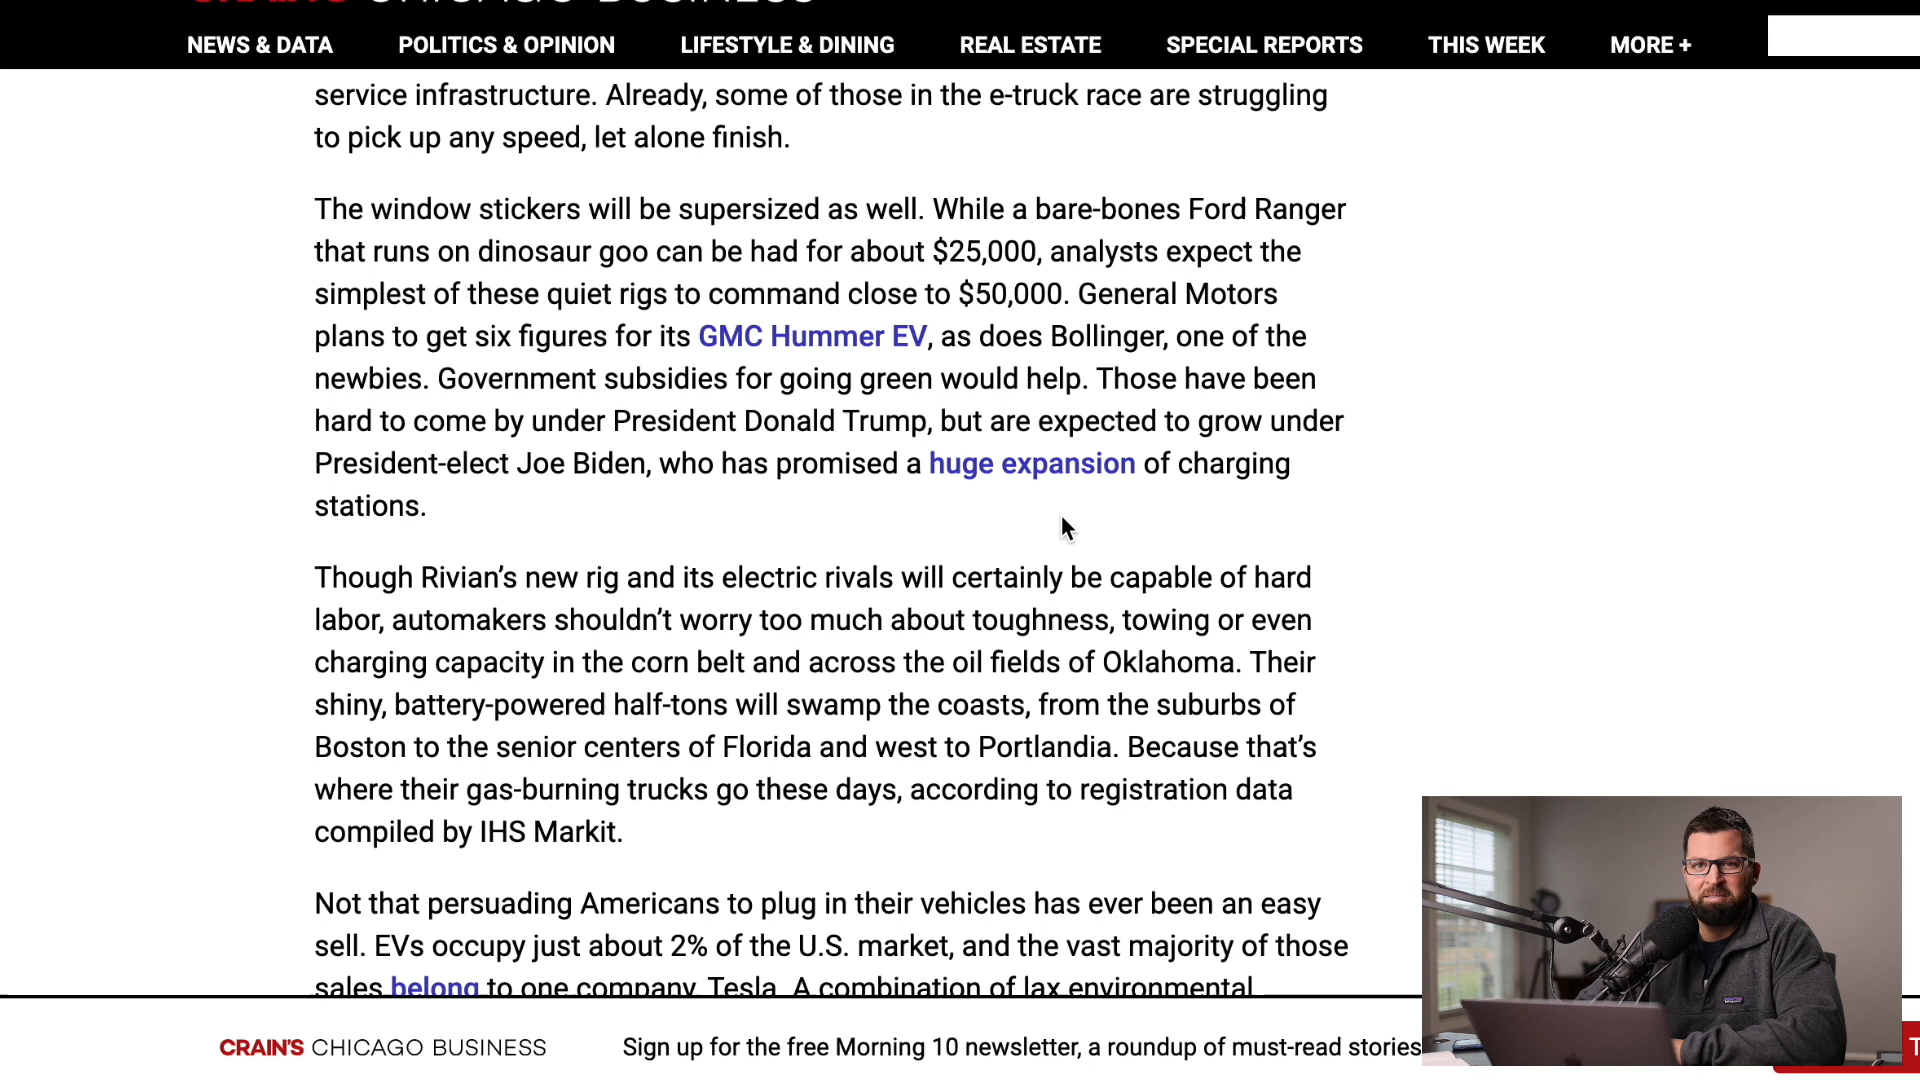 CRAIN'S CHICAGO BUSINESS
NEWS & DATA POLITICS & OPINION LIFESTYLE & DINING REAL ESTATE SPECIAL REPORTS THIS WEEK MORE +
service infrastructure. Already, some of those in the e-truck race are struggling
to pick up any speed, let alone finish.
The window stickers will be supersized as well. While a bare-bones Ford Ranger
that runs on dinosaur goo can be had for about $25,000, analysts expect the
simplest of these quiet rigs to command close to $50,000. General Motors
plans to get six figures for its GMC Hummer EV, as does Bollinger, one of the
newbies. Government subsidies for going green would help. Those have been
hard to come by under President Donald Trump, but are expected to grow under
President-elect Joe Biden, who has promised a huge expansion of charging
stations.
Though Rivian’s new rig and its electric rivals will certainly be capable of hard
labor, automakers shouldn’t worry too much about toughness, towing or even
charging capacity in the corn belt and across the oil fields of Oklahoma. Their
shiny, battery-powered half-tons will swamp the coasts, from the suburbs of
Boston to the senior centers of Florida and west to Portlandia. Because that’s
where their gas-burning trucks go these days, according to registration data
compiled by IHS Markit.
Not that persuading Americans to plug in their vehicles has ever been an easy
sell. EVs occupy just about 2% of the U.S. market, and the vast majority of those
sales belong to one company, Tesla. A combination of lax environmental
CRAIN'S CHICAGO BUSINESS Sign up for the free Morning 10 newsletter, a roundup of must-read stories